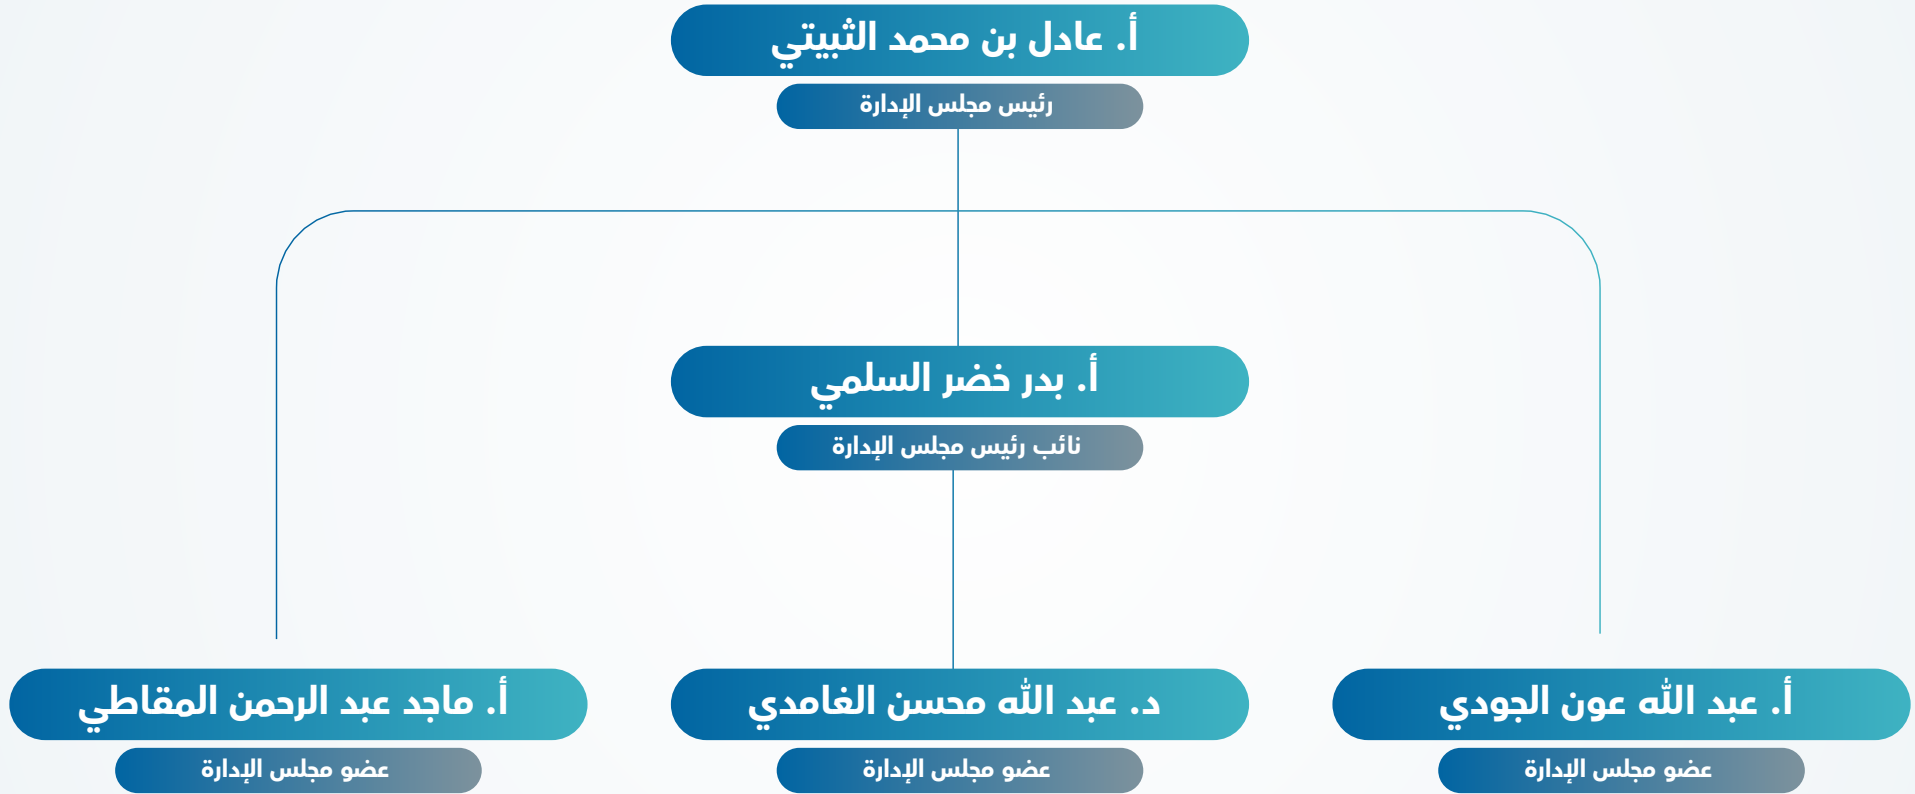 أ. عادل بن محمد الثبيتي
رئيس مجلس الإدارة
أ. بدر خضر السلمي
نائب رئيس مجلس الإدارة
أ. عبد الله عون الجودي
عضو مجلس الإدارة
د. عبد الله محسن الغامدي
عضو مجلس الإدارة
أ. ماجد عبد الرحمن المقاطي
عضو مجلس الإدارة